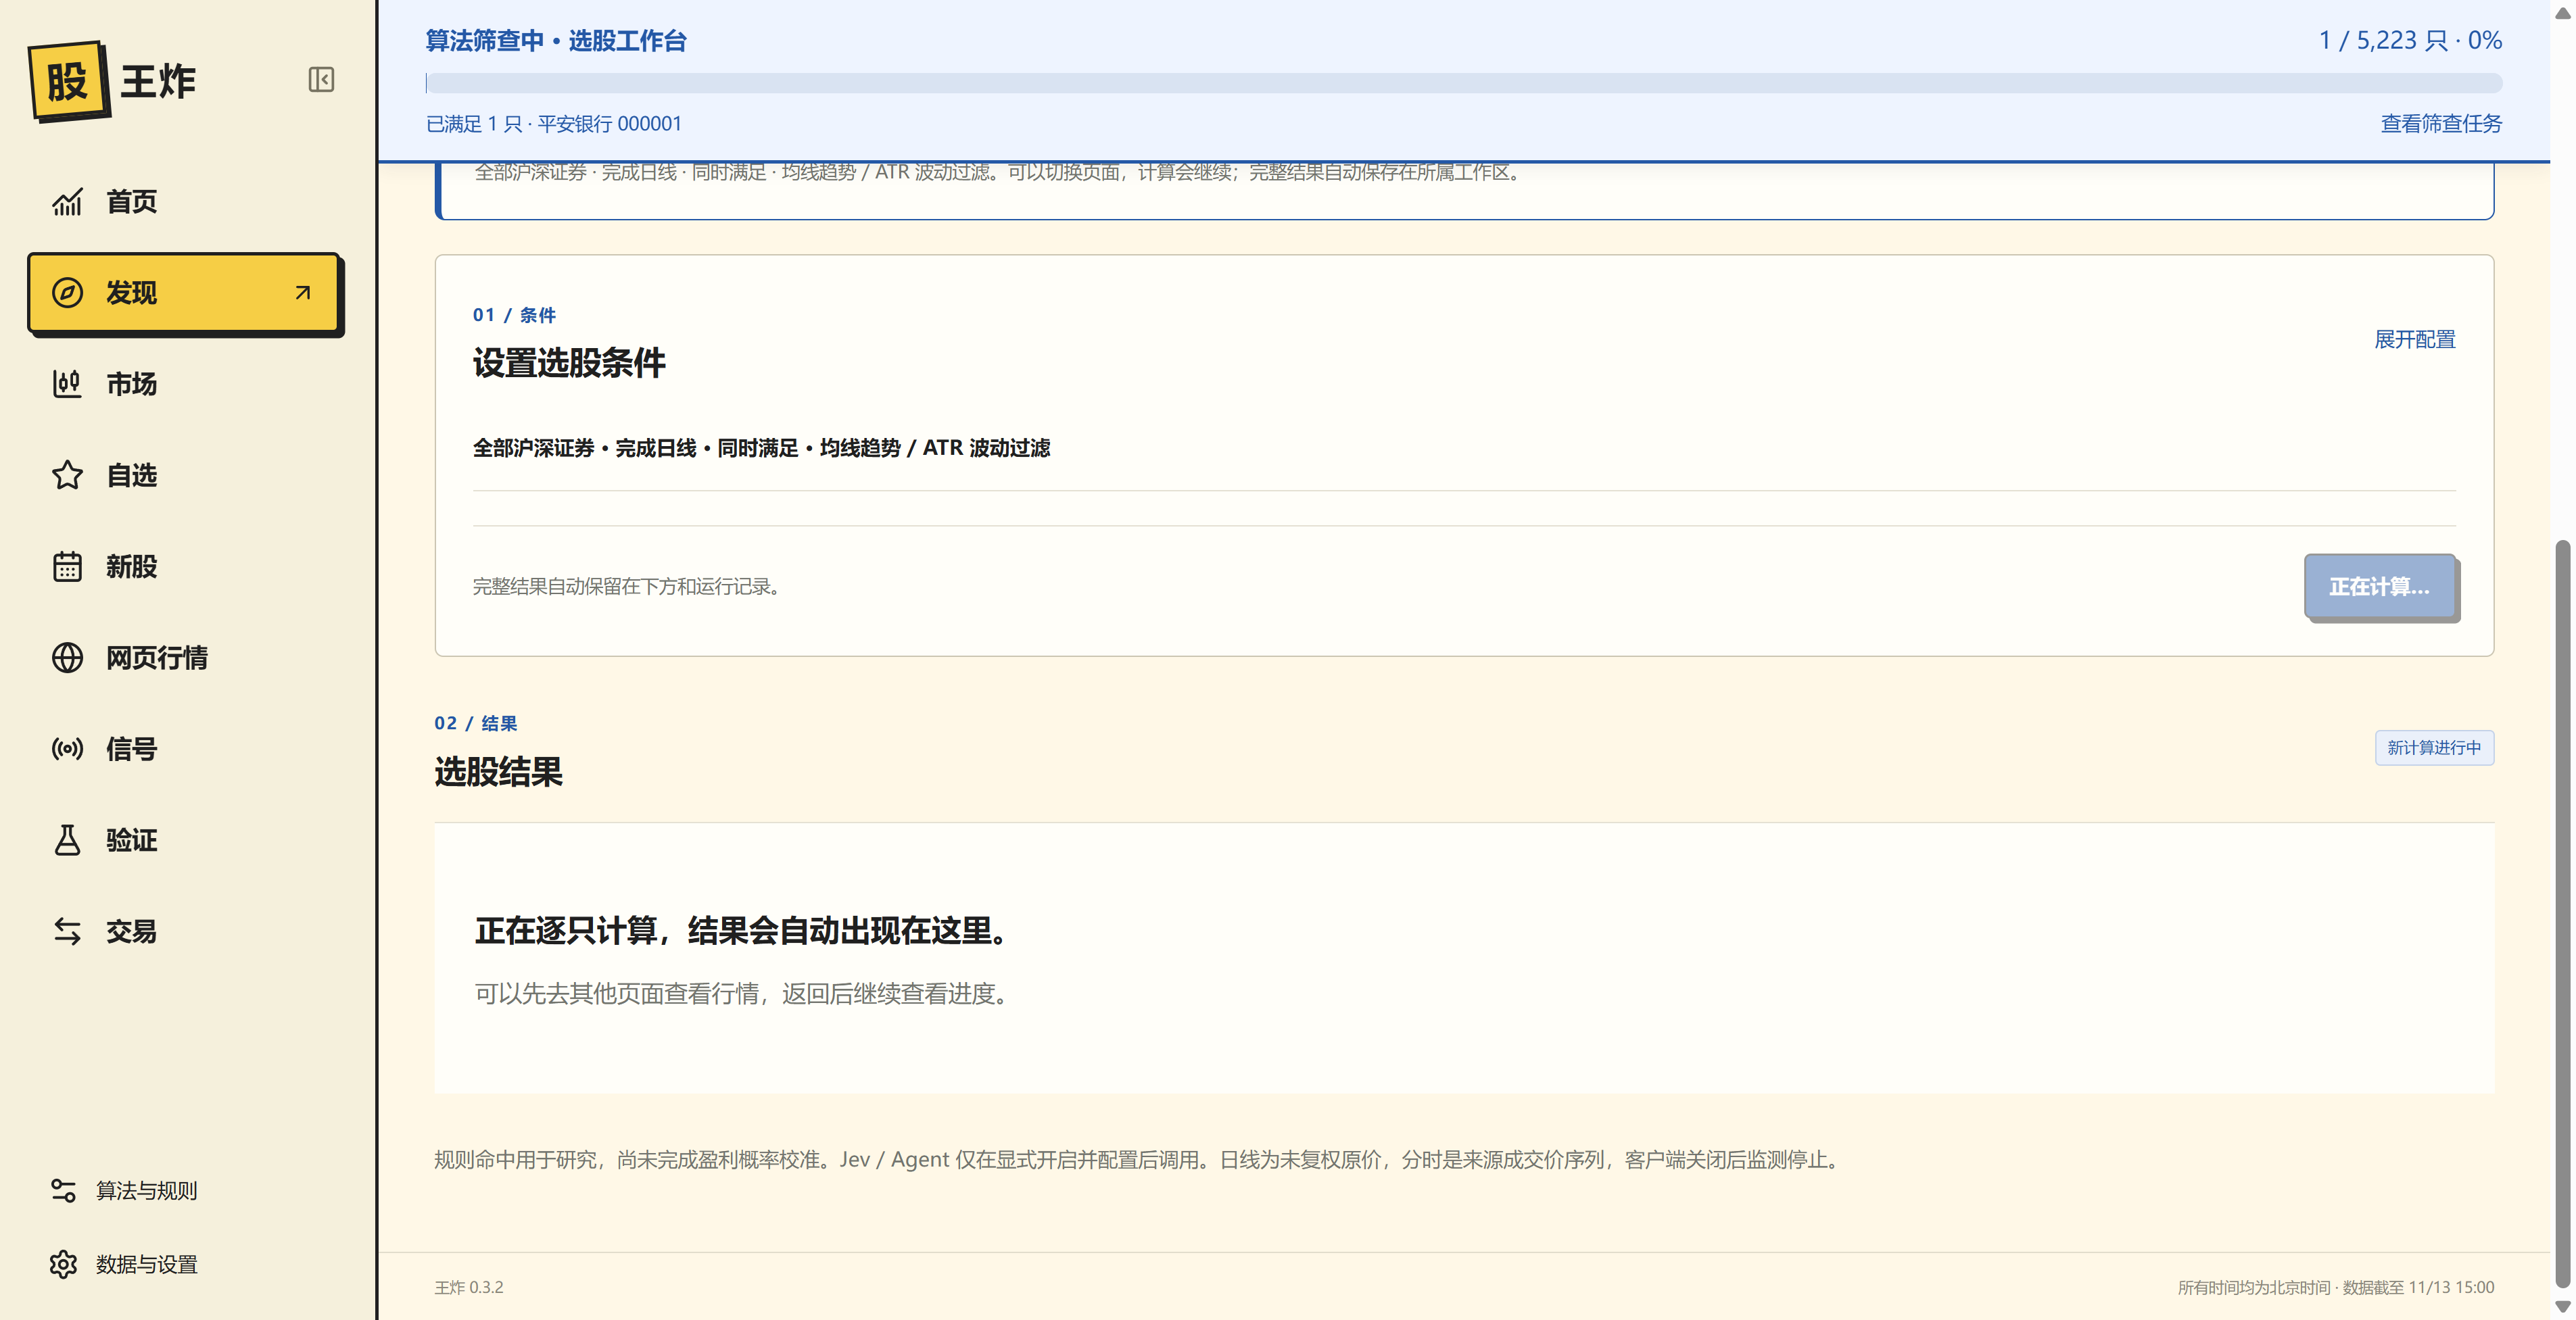 股 王炸
首页
发现
市场
自选
新股
网页行情
信号
验证
交易
算法与规则
数据与设置
算法筛查中 · 选股工作台
1 / 5,223 只 · 0%
已满足 1 只 · 平安银行 000001
查看筛查任务
全部沪深证券 · 完成日线 · 同时满足 · 均线趋势 / ATR 波动过滤。可以切换页面，计算会继续；完整结果自动保存在所属工作区。
01 / 条件
设置选股条件
展开配置
全部沪深证券 · 完成日线 · 同时满足 · 均线趋势 / ATR 波动过滤
完整结果自动保留在下方和运行记录。
正在计算...
02 / 结果
选股结果
新计算进行中
正在逐只计算，结果会自动出现在这里。
可以先去其他页面查看行情，返回后继续查看进度。
规则命中用于研究，尚未完成盈利概率校准。Jev / Agent 仅在显式开启并配置后调用。日线为未复权原价，分时是来源成交价序列，客户端关闭后监测停止。
王炸 0.3.2
所有时间均为北京时间 · 数据截至 11/13 15:00